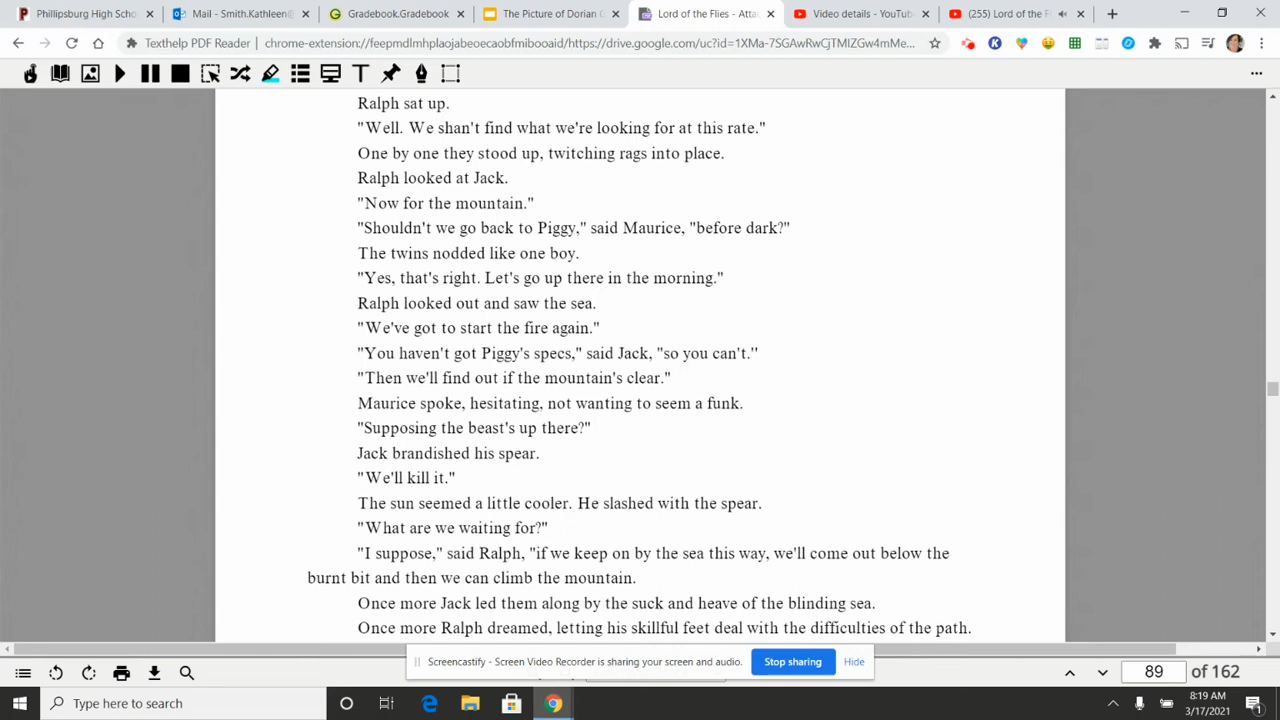 Phillipsburg High Scho
Mail - Smith.Kathleen@
Gradebook.Gradebook
The Picture of Dorian G
Lord of the Flies - Atta
Video details - YouTube
(255) Lord of the F
Texthelp PDF Reader | chrome-extension://feepmdlmhplaojabeoecaobfmibooaid/https://drive.google.com/uc?id=1XMa-7SGAwRwCjTMIZGw4mMe...
Ralph sat up.
"Well. We shan't find what we're looking for at this rate."
One by one they stood up, twitching rags into place.
Ralph looked at Jack.
"Now for the mountain."
"Shouldn't we go back to Piggy," said Maurice, "before dark?"
The twins nodded like one boy.
"Yes, that's right. Let's go up there in the morning."
Ralph looked out and saw the sea.
"We've got to start the fire again."
"You haven't got Piggy's specs," said Jack, "so you can't.''
"Then we'll find out if the mountain's clear."
Maurice spoke, hesitating, not wanting to seem a funk.
"Supposing the beast's up there?"
Jack brandished his spear.
"We'll kill it."
The sun seemed a little cooler. He slashed with the spear.
"What are we waiting for?"
"I suppose," said Ralph, "if we keep on by the sea this way, we'll come out below the
burnt bit and then we can climb the mountain.
Once more Jack led them along by the suck and heave of the blinding sea.
Once more Ralph dreamed, letting his skillful feet deal with the difficulties of the path.
Screencastify - Screen Video Recorder is sharing your screen and audio.
Stop sharing
Hide
89 of 162
Type here to search
8:19 AM
3/17/2021